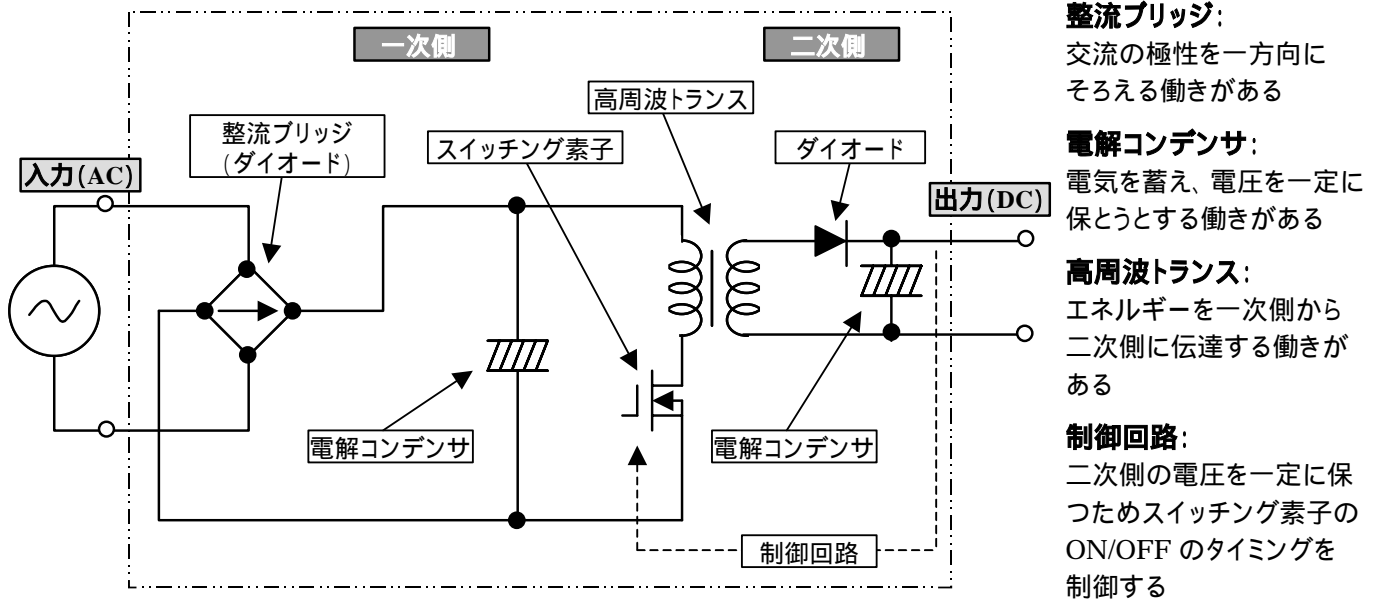 一次側
二次側
高周波トランス
整流ブリッジ
(ダイオード)
スイッチング素子
ダイオード
入力(AC)
出力(DC)
電解コンデンサ
電解コンデンサ
制御回路
整流ブリッジ:
交流の極性を一方向に
そろえる働きがある
電解コンデンサ:
電気を蓄え、電圧を一定に
保とうとする働きがある
高周波トランス:
エネルギーを一次側から
二次側に伝達する働きが
ある
制御回路:
二次側の電圧を一定に保
つためスイッチング素子の
ON/OFF のタイミングを
制御する